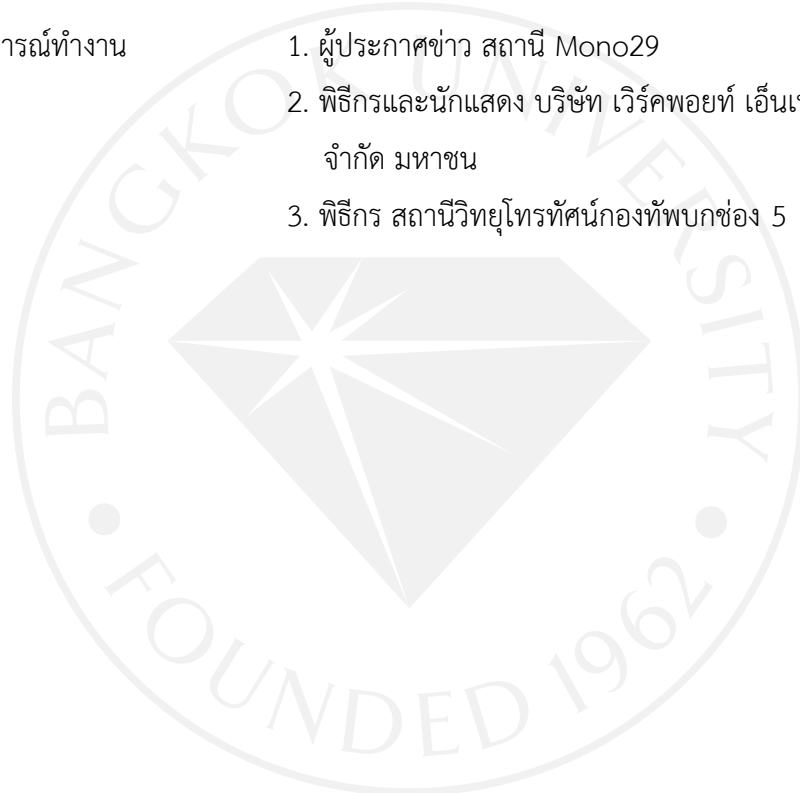 ารณ์ทำงาน 1. ผู้ประกาศข่าว สถานี Mono29
2. พิธีกรและนักแสดง บริษัท เวิร์คพอยท์ เอ็นเ
จำกัด มหาชน
3. พิธีกร สถานีวิทยุโทรทัศน์กองทัพบกช่อง 5
BANGKOK UNIVERSITY
FOUNDED 1962